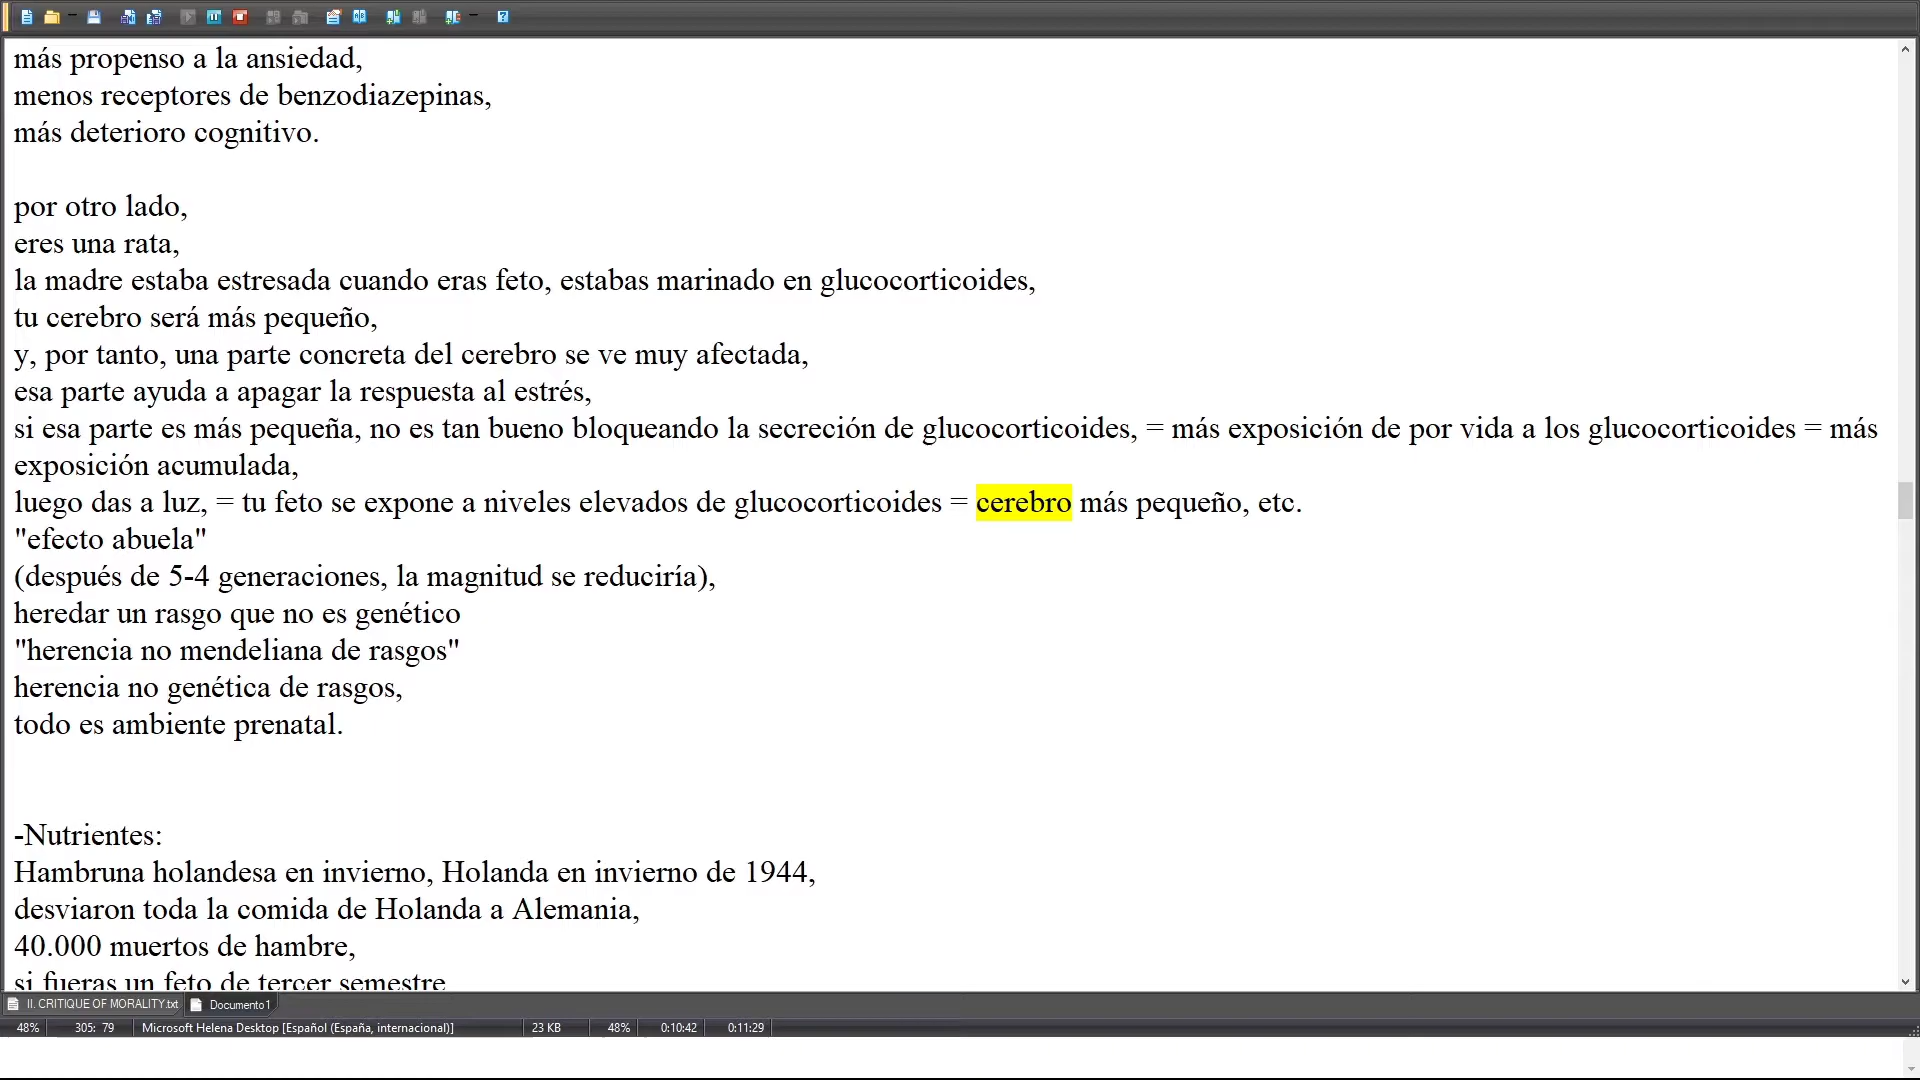 más propenso a la ansiedad,
menos receptores de benzodiazepinas,
más deterioro cognitivo.
por otro lado,
eres una rata,
la madre estaba estresada cuando eras feto, estabas marinado en glucocorticoides,
tu cerebro será más pequeño,
y, por tanto, una parte concreta del cerebro se ve muy afectada,
esa parte ayuda a apagar la respuesta al estrés,
si esa parte es más pequeña, no es tan bueno bloqueando la secreción de glucocorticoides, = más exposición de por vida a los glucocorticoides = más
exposición acumulada,
luego das a luz, = tu feto se expone a niveles elevados de glucocorticoides = cerebro más pequeño, etc.
"efecto abuela"
(después de 5-4 generaciones, la magnitud se reduciría),
heredar un rasgo que no es genético
"herencia no mendeliana de rasgos"
herencia no genética de rasgos,
todo es ambiente prenatal.
-Nutrientes:
Hambruna holandesa en invierno, Holanda en invierno de 1944,
desviaron toda la comida de Holanda a Alemania,
40.000 muertos de hambre,
si fueras un feto de tercer semestre
II. CRITIQUE OF MORALITY.txt Documento1
48% 305: 79 Microsoft Helena Desktop [Español (España, internacional)] 23 KB 48% 0:10:42 0:11:29